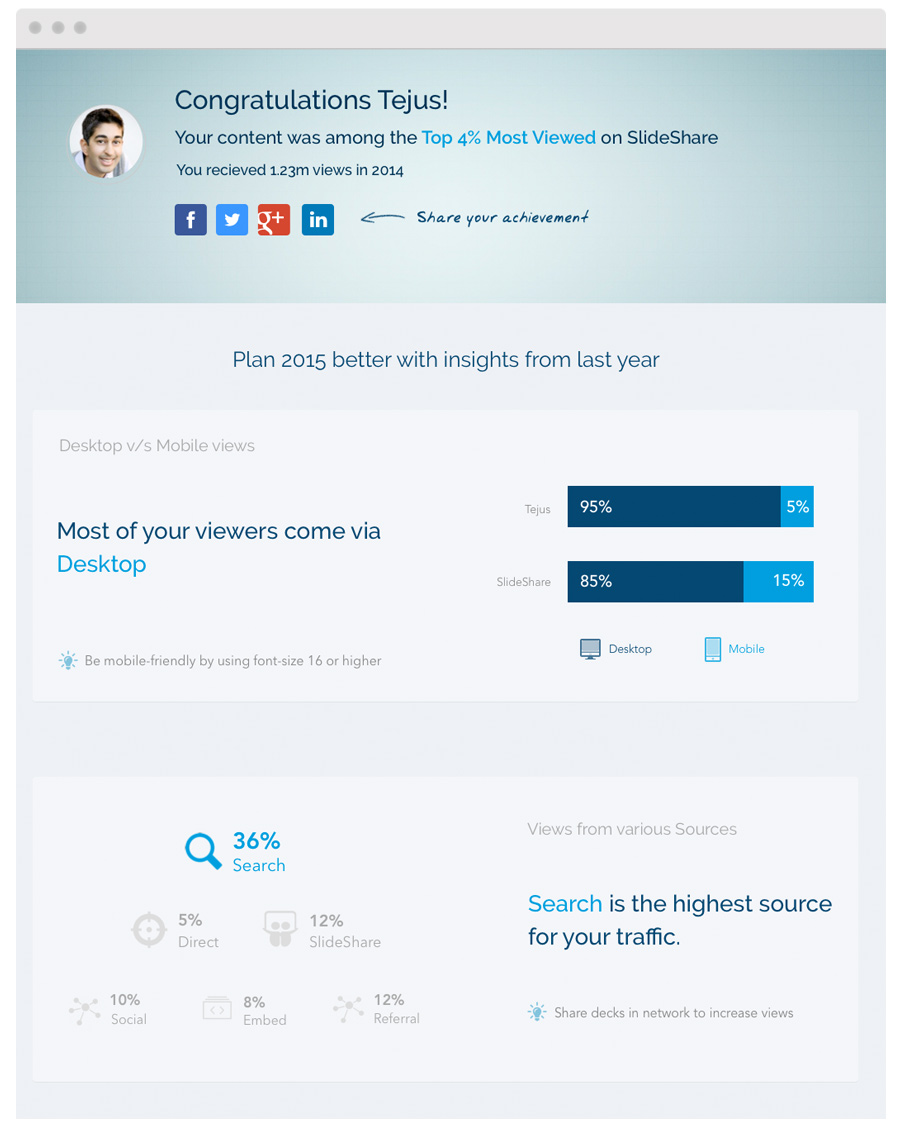 Congratulations Tejus!
Your content was among the Top 4% Most Viewed on SlideShare
You recieved 1.23m views in 2014
f
g+
in
Share your achievement
Plan 2015 better with insights from last year
Desktop v/s Mobile views
Most of your viewers come via
Desktop
Be mobile-friendly by using font-size 16 or higher
Tejus 95% 5%
SlideShare 85% 15%
Desktop Mobile
36%
Search
5%
Direct
12%
SlideShare
10%
Social
8%
Embed
12%
Referral
Views from various Sources
Search is the highest source
for your traffic.
Share decks in network to increase views